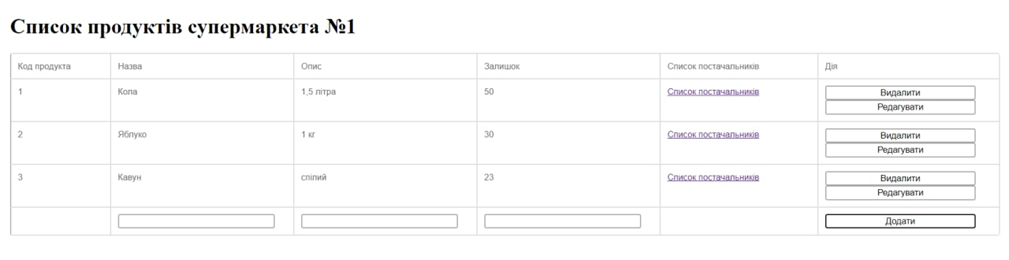 Список продуктів супермаркета №1
Код продукта Назва Опис Залишок Список постачальників Дія
1 Кола 1,5 літра 50 Список постачальників Видалити
Редагувати
2 Яблуко 1 кг 30 Список постачальників Видалити
Редагувати
3 Кавун спілий 23 Список постачальників Видалити
Редагувати
Додати